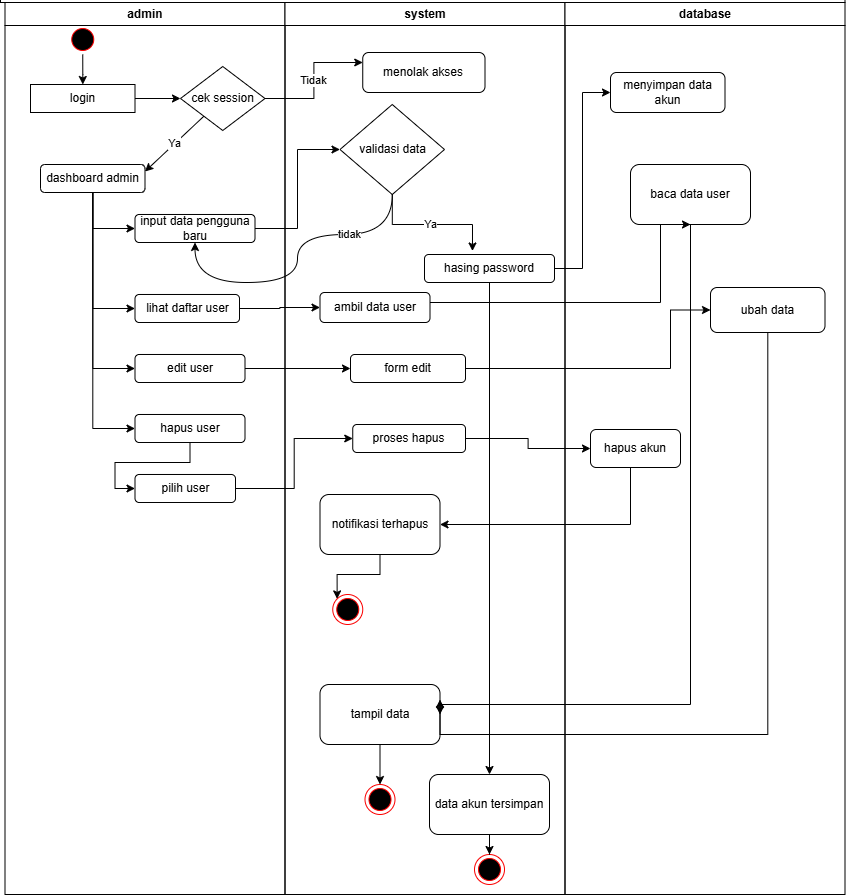 admin
system
database
login
cek session
Tidak
menolak akses
menyimpan data
akun
Ya
validasi data
dashboard admin
baca data user
input data pengguna
baru
tidak
Ya
hasing password
lihat daftar user
ambil data user
ubah data
edit user
form edit
hapus user
proses hapus
hapus akun
pilih user
notifikasi terhapus
tampil data
data akun tersimpan